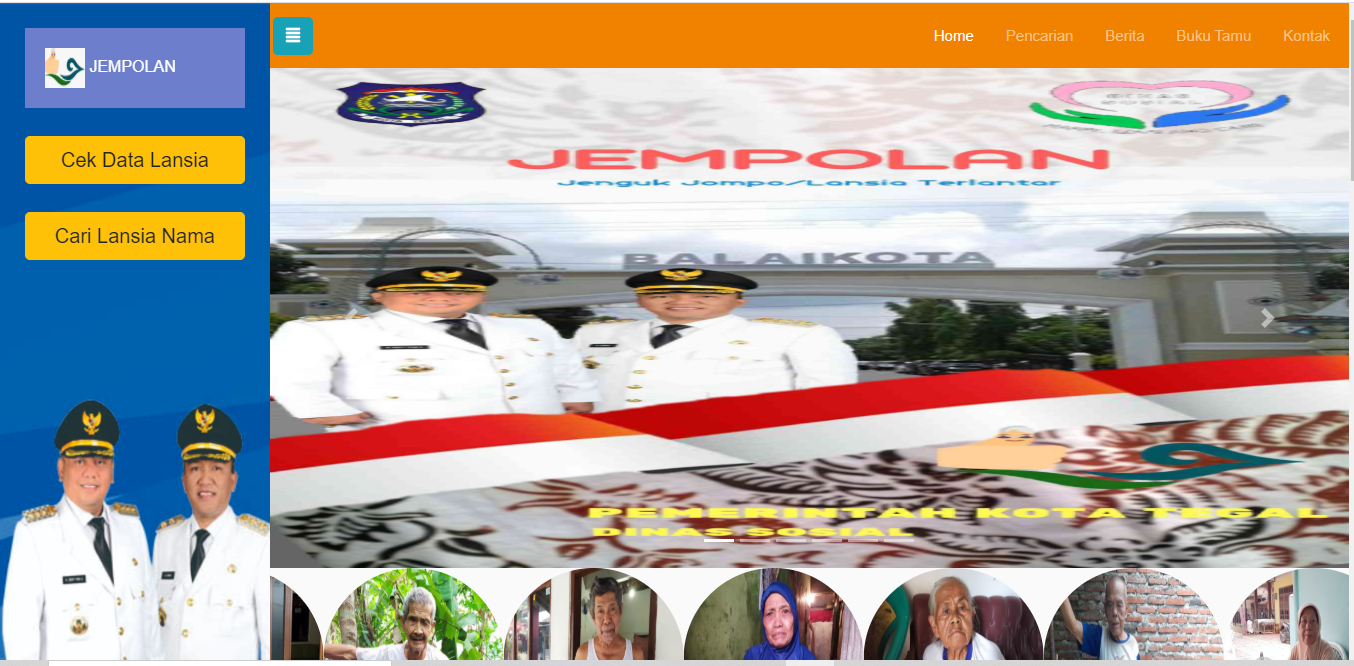 JEMPOLAN
Cek Data Lansia
Cari Lansia Nama
Home Pencarian Berita Buku Tamu Kontak
DINAS
SOSIAL
JEMPOLAN
Jenguk Jompo/Lansia Terlantar
BALAIKOTA
PEMERINTAH KOTA TEGAL
DINAS SOSIAL